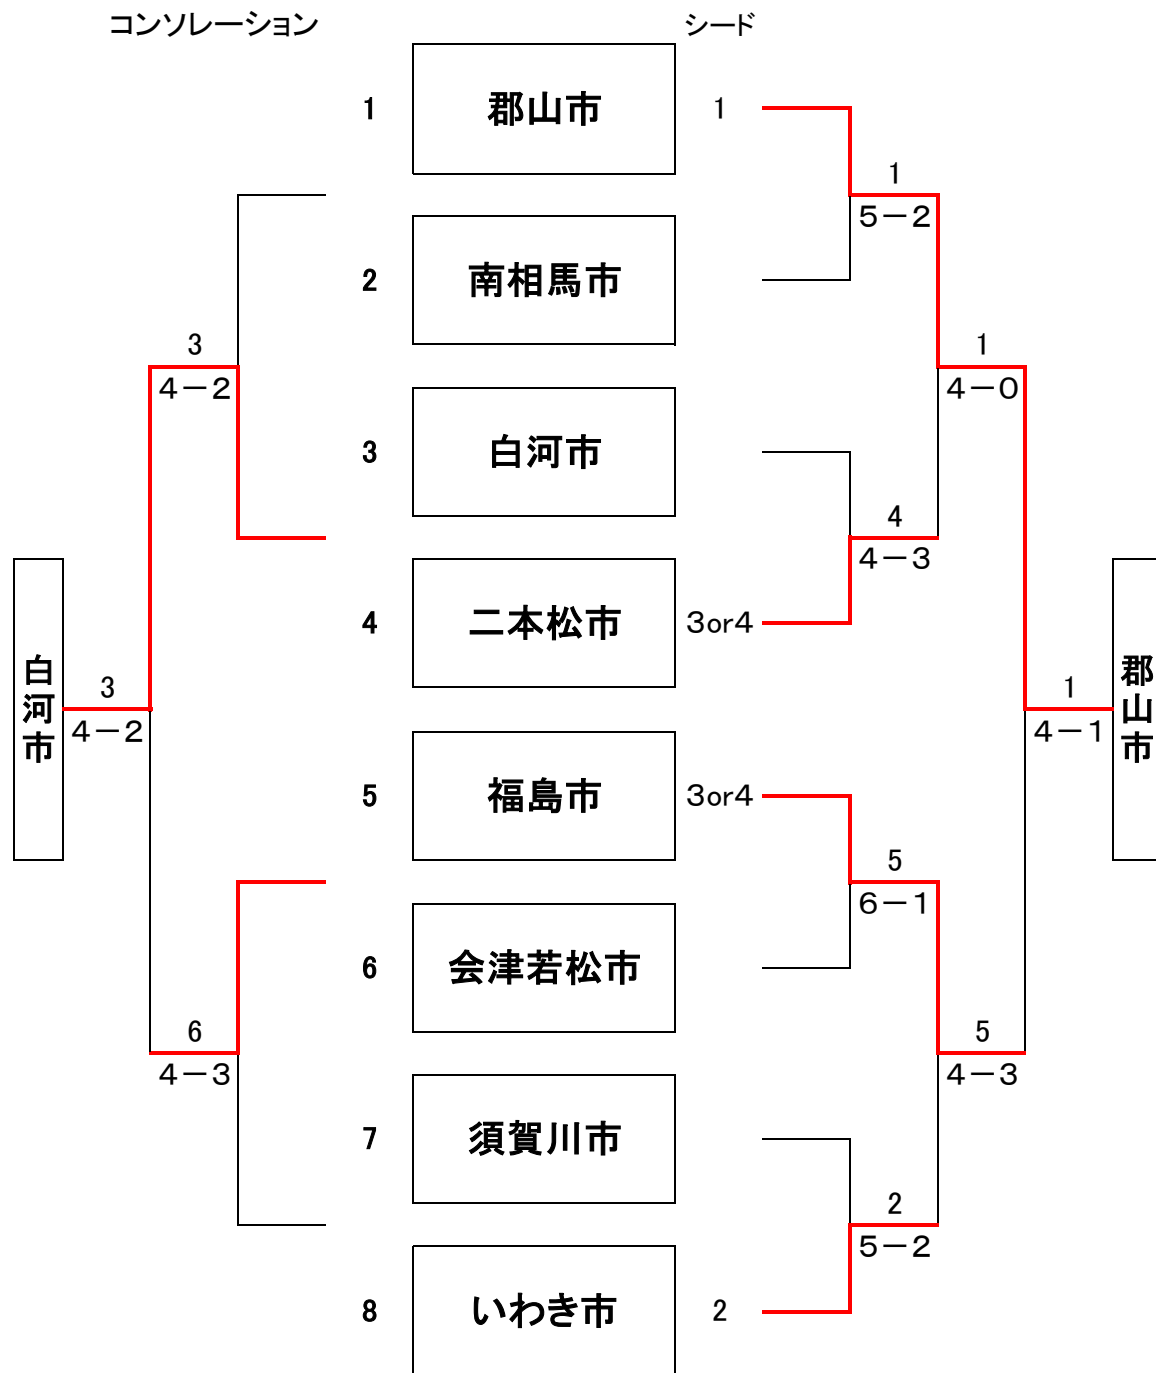 コンソレーション シード
1 郡山市 1
1
5－2
2 南相馬市
3 1
4－2 4－0
3 白河市
4
4－3
4 二本松市 3or4
白河市
3
4－2
1
4－1
郡山市
5 福島市 3or4
5
6－1
6 会津若松市
6 5
4－3 4－3
7 須賀川市
2
5－2
8 いわき市 2